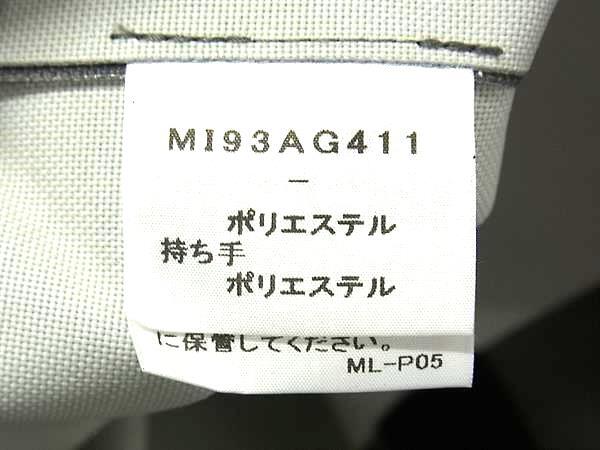 MI93AG411
–
ポリエステル
持ち手
ポリエステル
に保管してください。
ML-P05